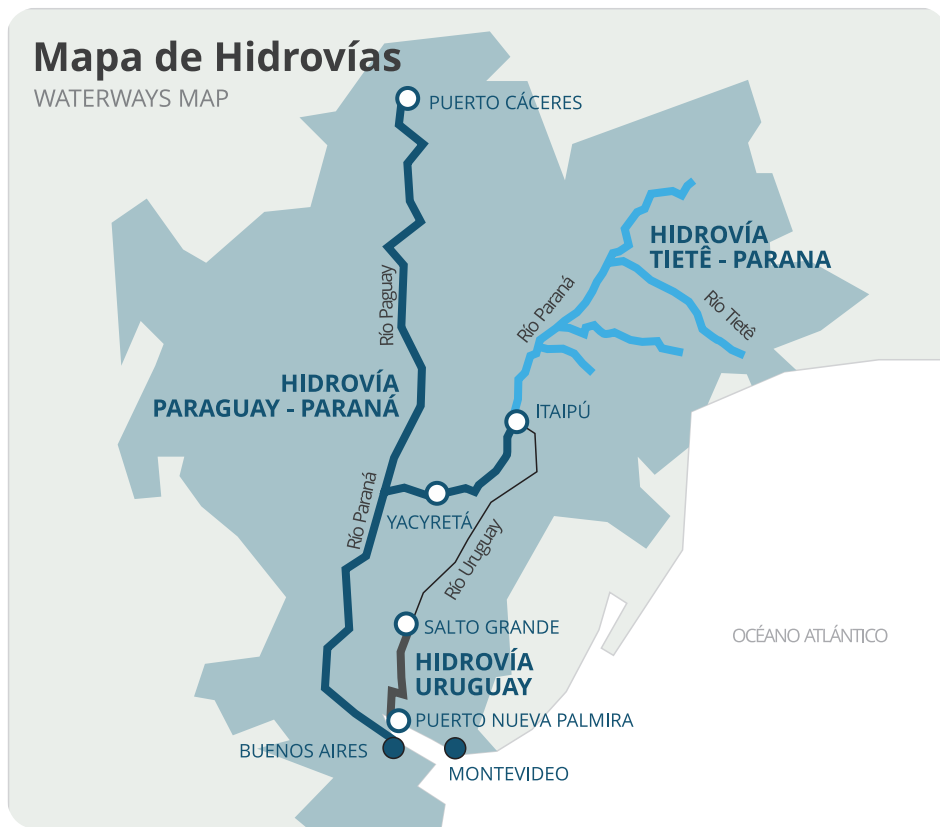 Mapa de Hidrovías
WATERWAYS MAP
PUERTO CÁCERES
HIDROVÍA
TIETÊ - PARANA
Río Paguay
Río Paraná
Río Tietê
HIDROVÍA
PARAGUAY - PARANÁ
ITAIPÚ
Río Paraná
YACYRETÁ
Río Uruguay
SALTO GRANDE
OCÉANO ATLÁNTICO
HIDROVÍA
URUGUAY
PUERTO NUEVA PALMIRA
BUENOS AIRES
MONTEVIDEO